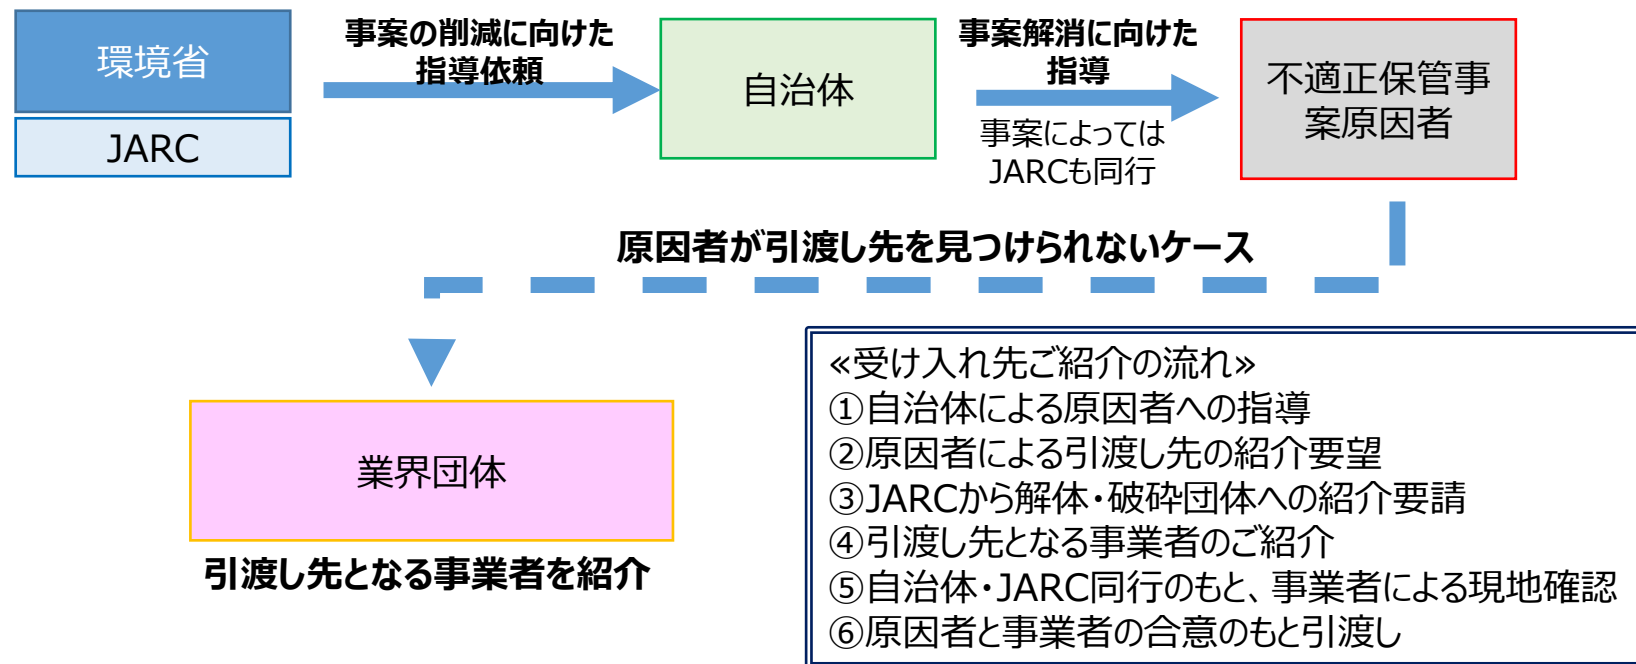 環境省
JARC
事案の削減に向けた
指導依頼
自治体
事案解消に向けた
指導
事案によっては
JARCも同行
不適正保管事
案原因者
原因者が引渡し先を見つけられないケース
業界団体
引渡し先となる事業者を紹介
≪受け入れ先ご紹介の流れ≫
①自治体による原因者への指導
②原因者による引渡し先の紹介要望
③JARCから解体・破砕団体への紹介要請
④引渡し先となる事業者のご紹介
⑤自治体・JARC同行のもと、事業者による現地確認
⑥原因者と事業者の合意のもと引渡し